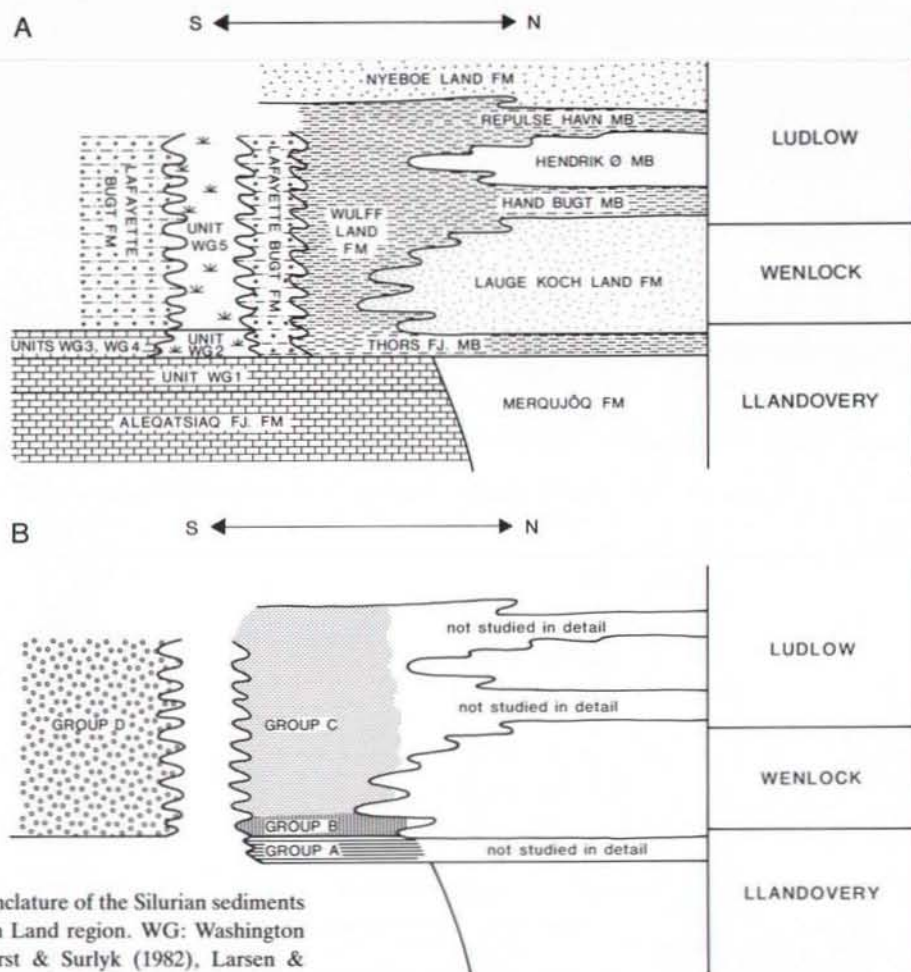 A
S N
NYEBOE LAND FM
REPULSE HAVN MB
HENDRIK Ø MB
HAND BUGT MB
LAFAYETTE
BUGT FM
UNIT
WG5
LAFAYETTE BUGT FM
WULFF
LAND
FM
LAUGE KOCH LAND FM
UNITS WG3, WG4
UNIT
WG2
THORS FJ. MB
UNIT WG1
ALEQATSIAQ FJ. FM
MERQUJÔQ FM
LUDLOW
WENLOCK
LLANDOVERY
B
S N
not studied in detail
not studied in detail
GROUP D
GROUP C
GROUP B
GROUP A
not studied in detail
LUDLOW
WENLOCK
LLANDOVERY
nclature of the Silurian sediments
Land region. WG: Washington
rst & Surlyk (1982), Larsen &